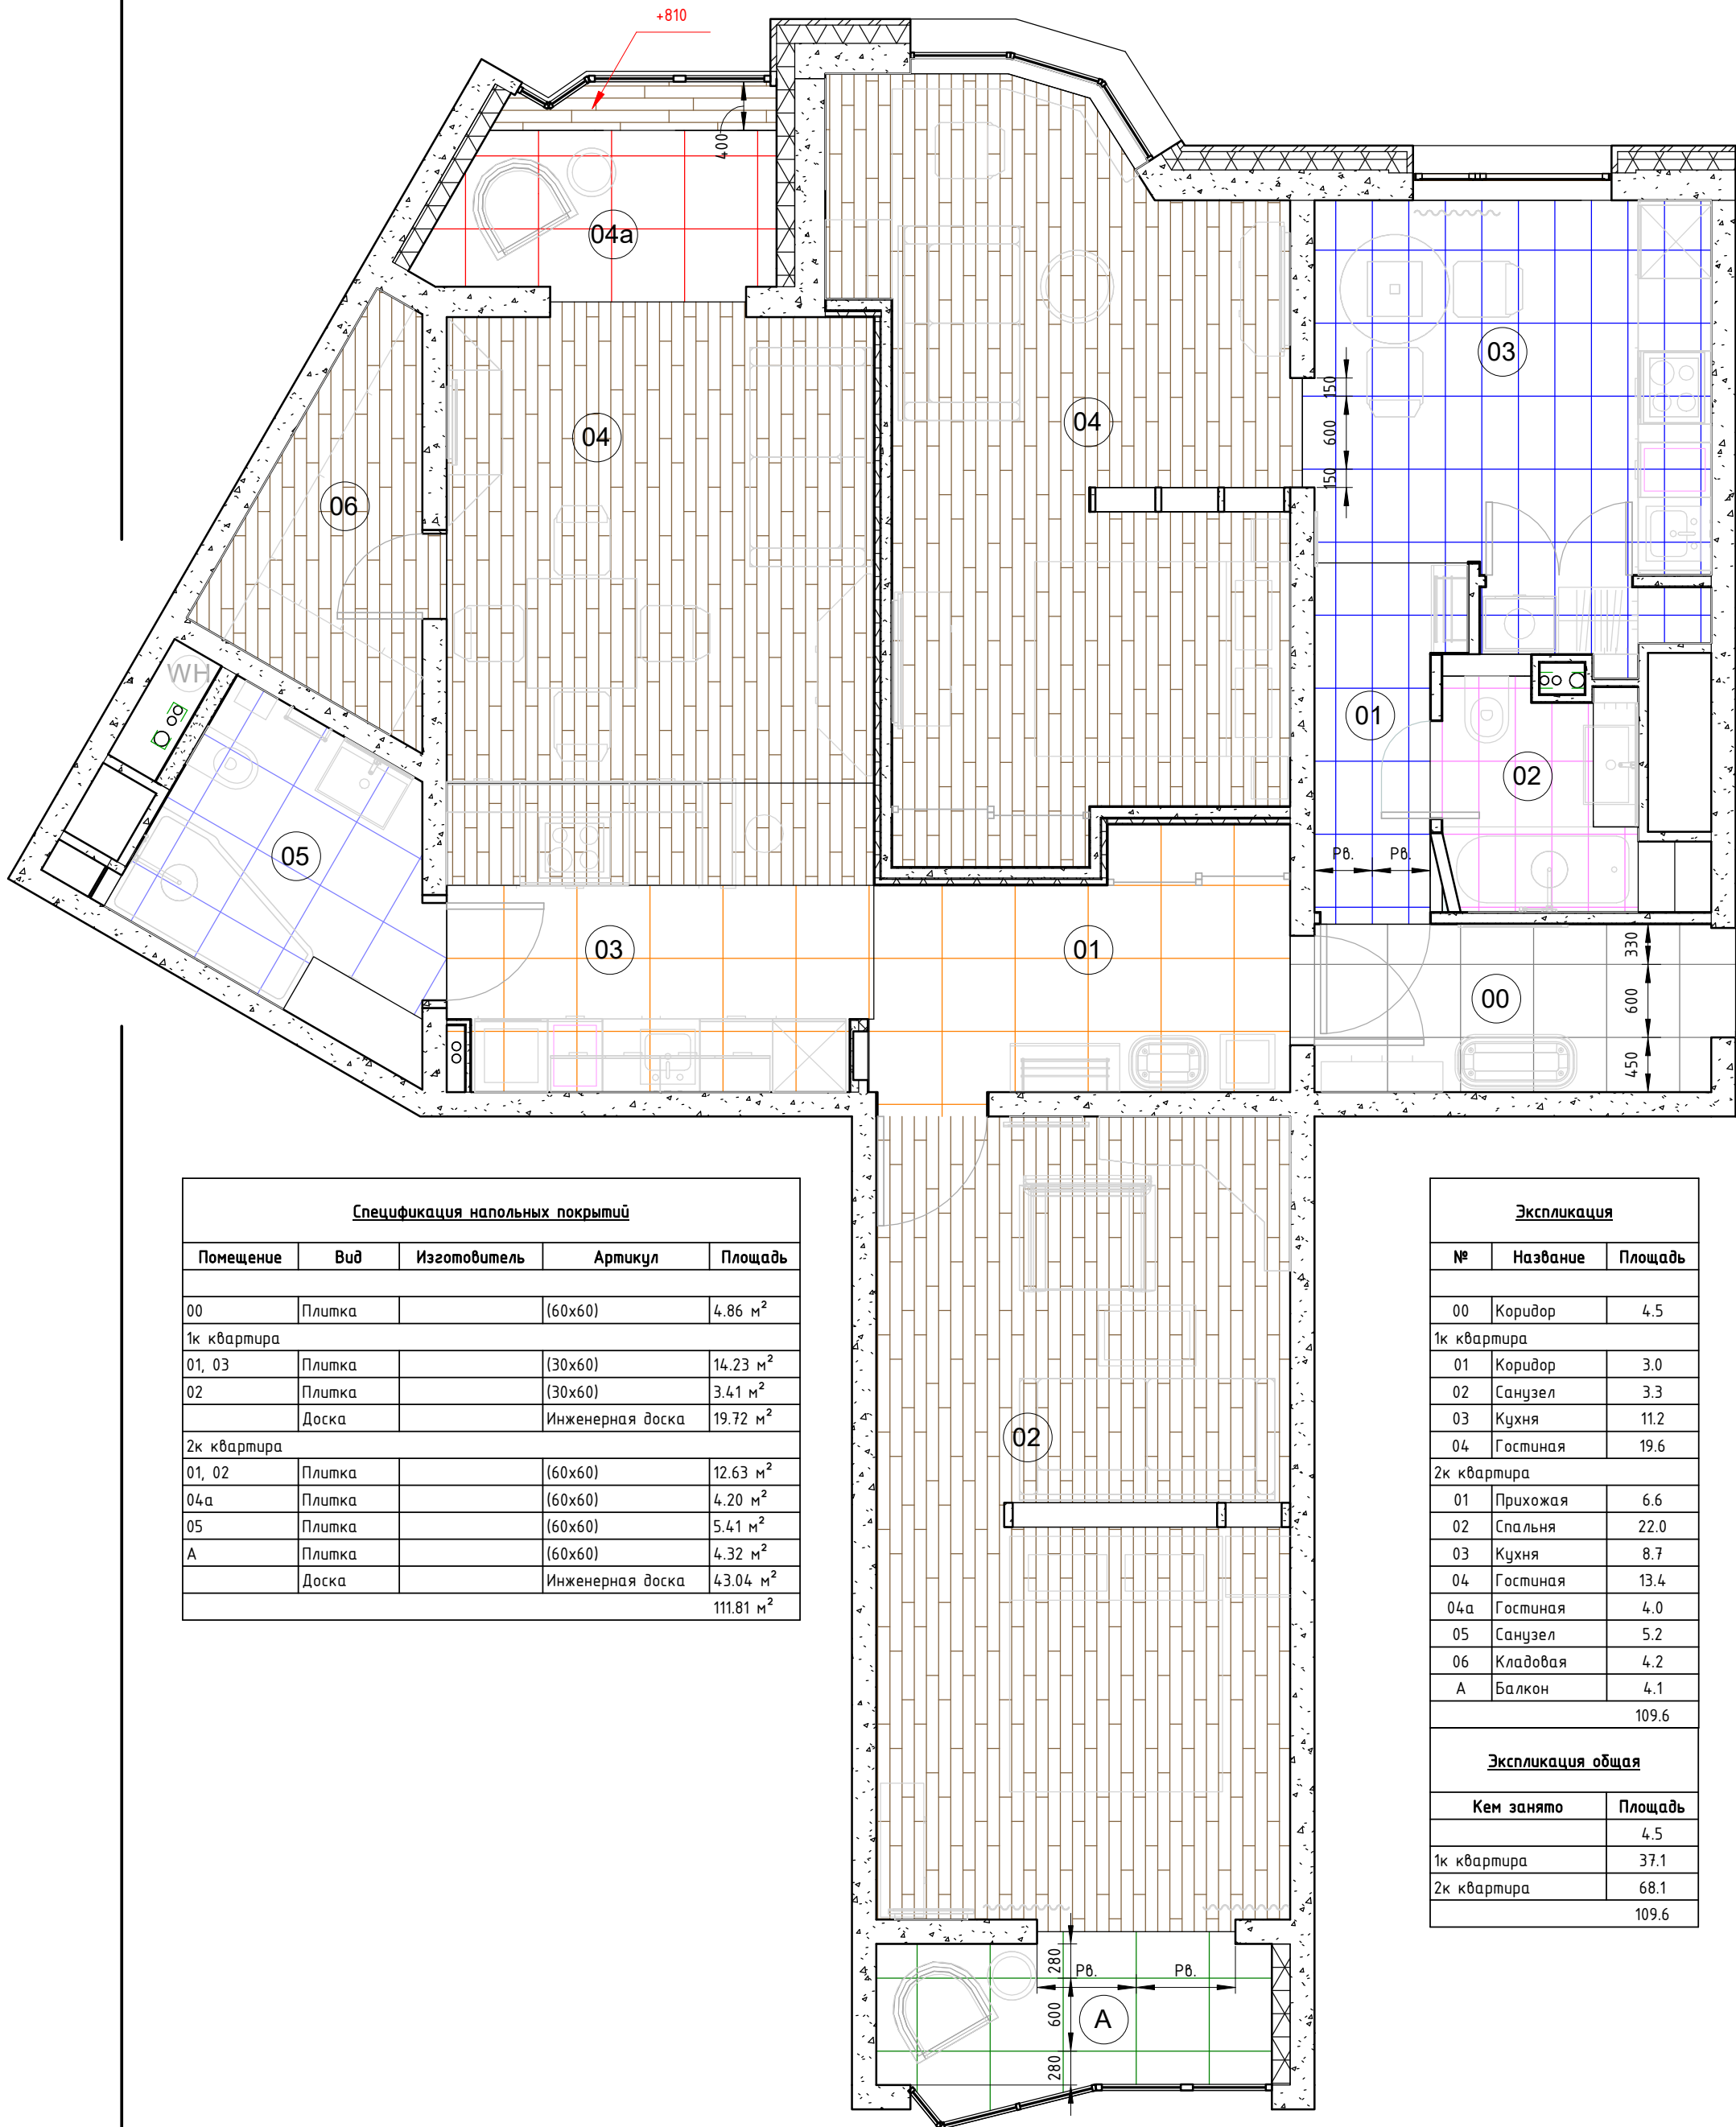 +810
400
04а
03
150
04
04
600
06
150
WH
01
02
05
Рв. Рв.
330
03
01
00
600
450
Спецификация напольных покрытий
Помещение Вид Изготовитель Артикул Площадь
00 Плитка (60х60) 4.86 м²
1к квартира
01, 03 Плитка (30х60) 14.23 м²
02 Плитка (30х60) 3.41 м²
Доска Инженерная доска 19.72 м²
2к квартира
01, 02 Плитка (60х60) 12.63 м²
04а Плитка (60х60) 4.20 м²
05 Плитка (60х60) 5.41 м²
А Плитка (60х60) 4.32 м²
Доска Инженерная доска 43.04 м²
111.81 м²
02
Экспликация
№ Название Площадь
00 Коридор 4.5
1к квартира
01 Коридор 3.0
02 Санузел 3.3
03 Кухня 11.2
04 Гостиная 19.6
2к квартира
01 Прихожая 6.6
02 Спальня 22.0
03 Кухня 8.7
04 Гостиная 13.4
04а Гостиная 4.0
05 Санузел 5.2
06 Кладовая 4.2
А Балкон 4.1
109.6
Экспликация общая
Кем занято Площадь
4.5
1к квартира 37.1
2к квартира 68.1
109.6
280
Рв. Рв.
600
А
280